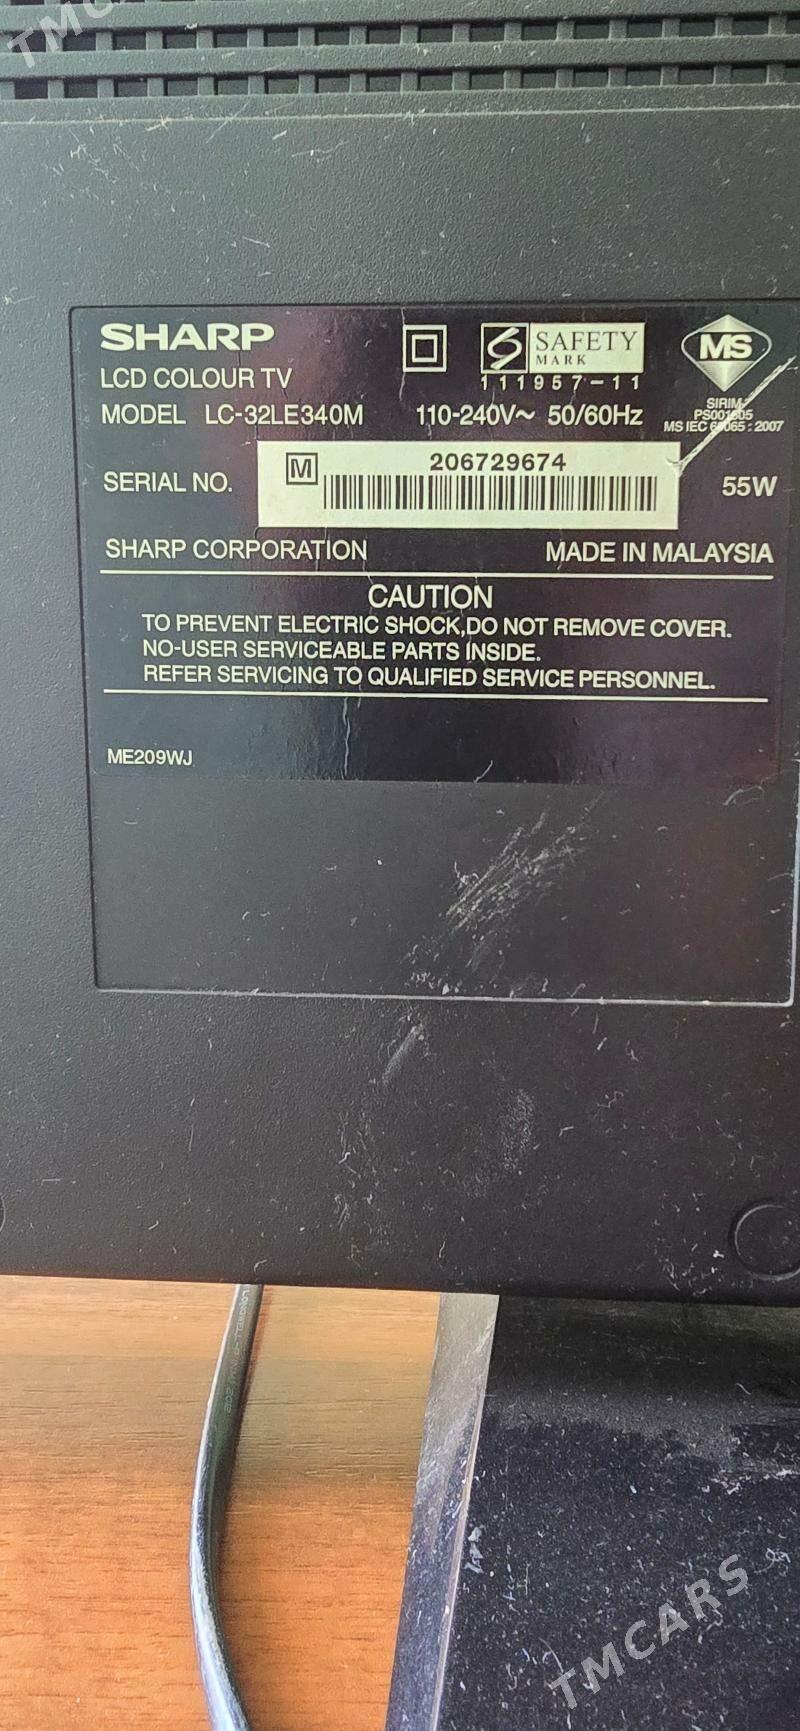 TMCARS
SHARP
SAFETY
MARK
MS
LCD COLOUR TV
111957-11
SIRIM
MODEL LC-32LE340M 110-240V~ 50/60Hz
MS IEC : 2007
206729674
M
SERIAL NO. 55W
SHARP CORPORATION MADE IN MALAYSIA
CAUTION
TO PREVENT ELECTRIC SHOCK,DO NOT REMOVE COVER.
NO-USER SERVICEABLE PARTS INSIDE.
REFER SERVICING TO QUALIFIED SERVICE PERSONNEL.
ME209WJ
TMCARS